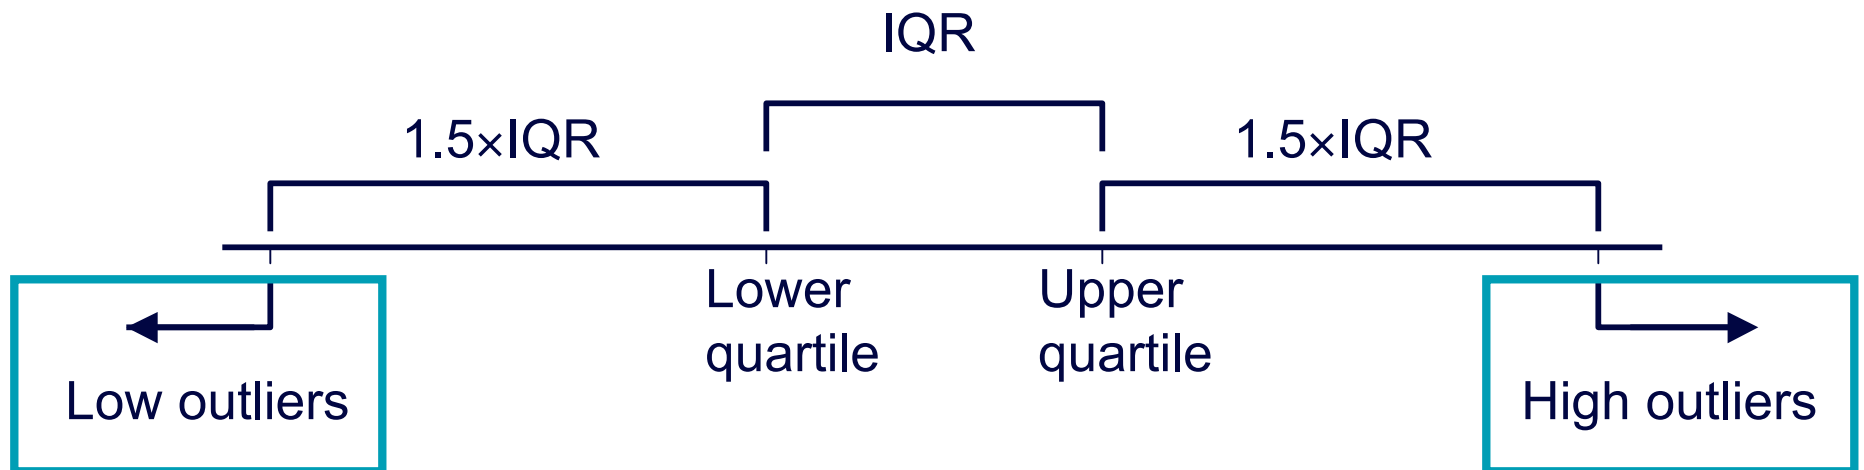 IQR
1.5×IQR
1.5×IQR
Lower
quartile
Upper
quartile
Low outliers
High outliers